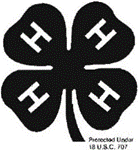 H H
H H
Protected Under
18 U.S.C. 707